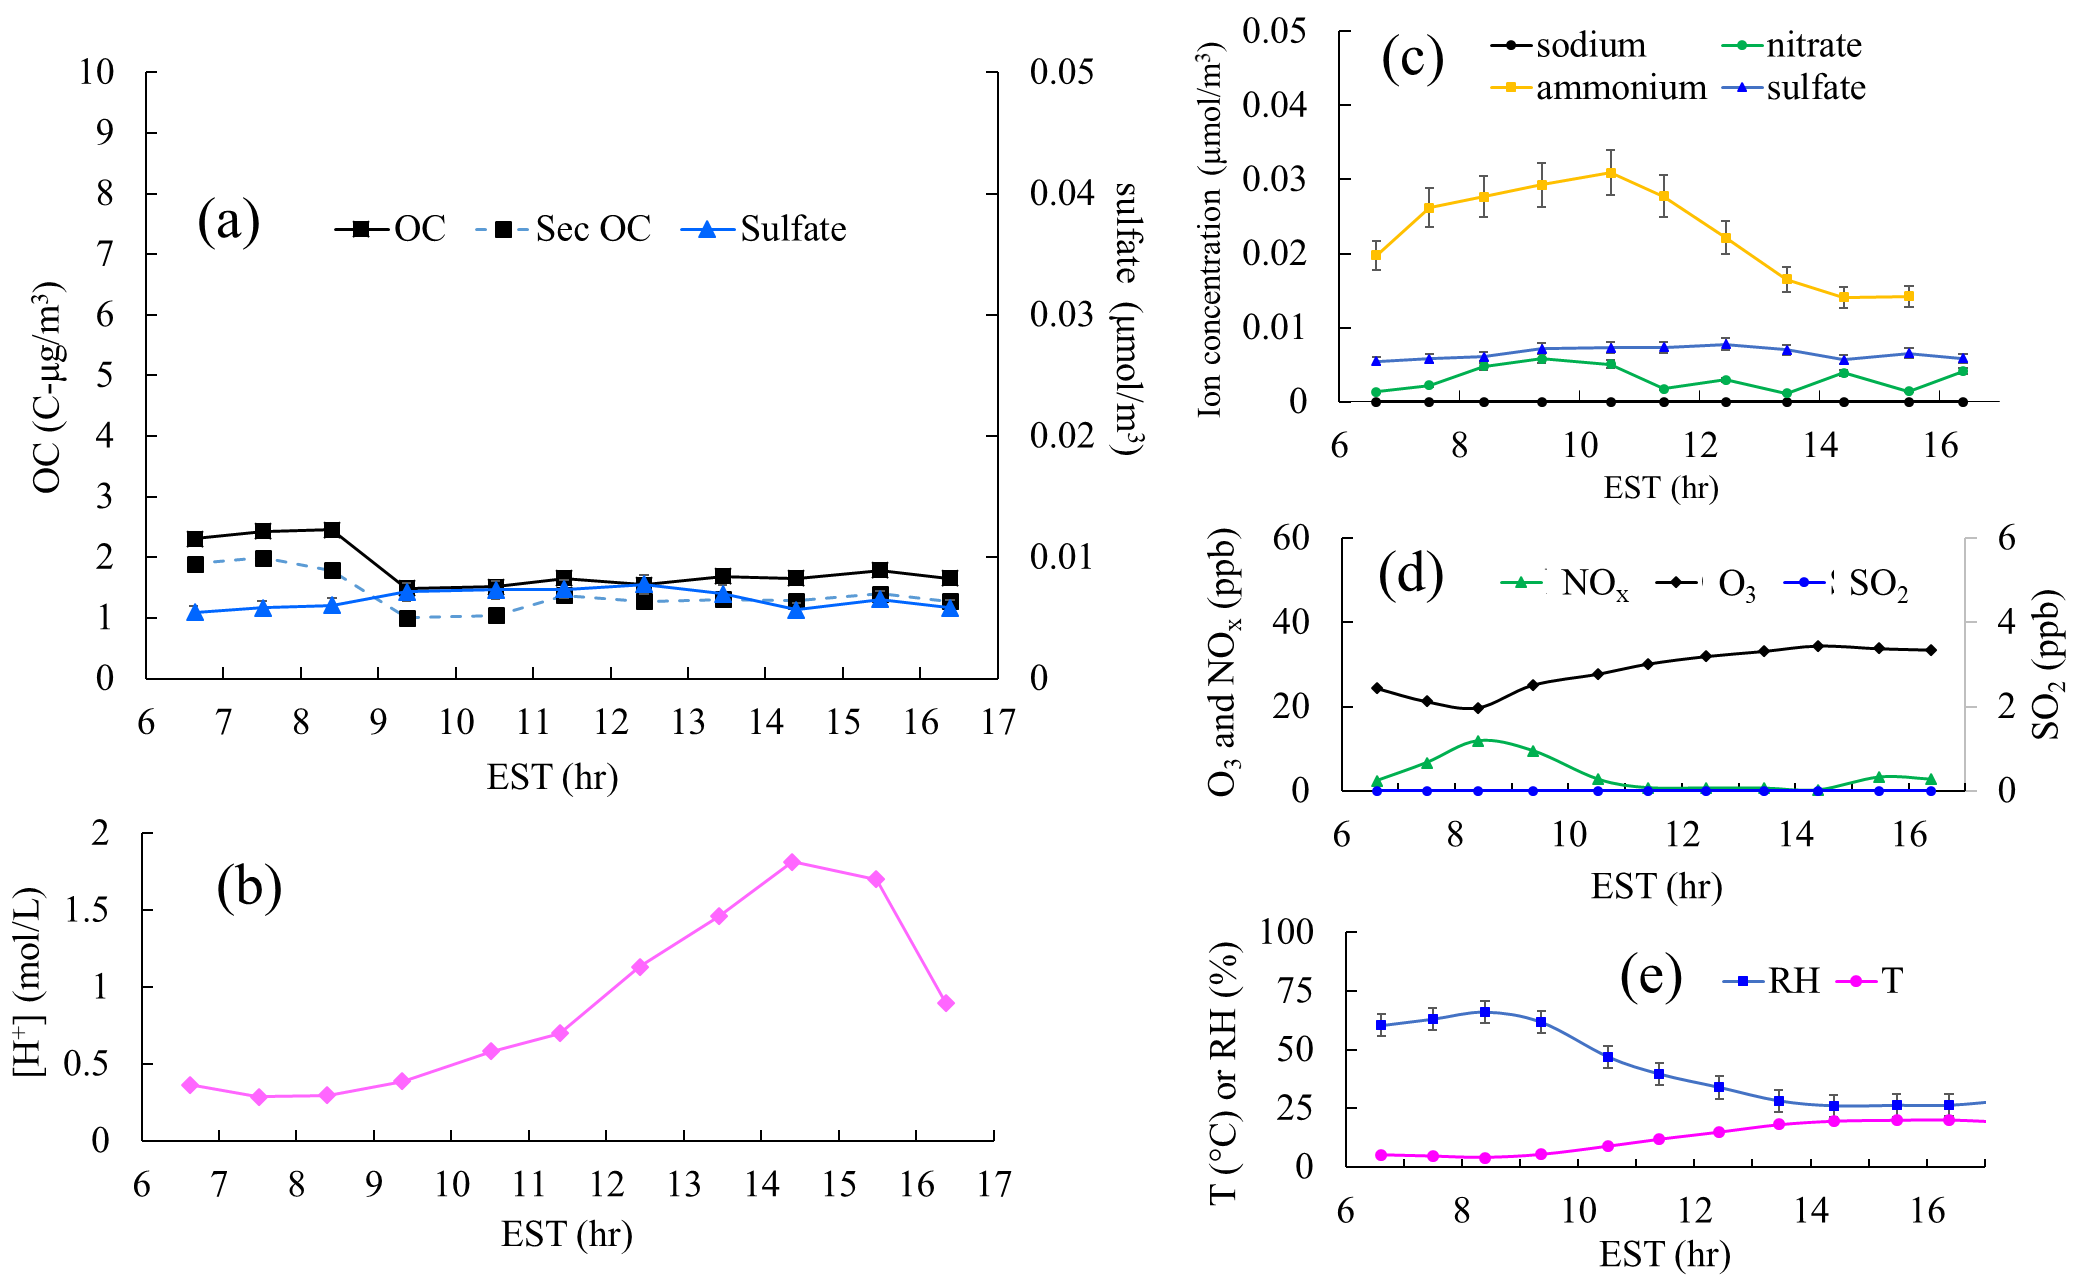 (a)
OC Sec OC Sulfate
OC (C-μg/m³)
10
9
8
7
6
5
4
3
2
1
0
sulfate (μmol/m³)
0.05
0.04
0.03
0.02
0.01
0
6 7 8 9 10 11 12 13 14 15 16 17
EST (hr)
(b)
[H⁺] (mol/L)
2
1.5
1
0.5
0
6 7 8 9 10 11 12 13 14 15 16 17
EST (hr)
(c)
sodium nitrate
ammonium sulfate
Ion concentration (μmol/m³)
0.05
0.04
0.03
0.02
0.01
0
6 8 10 12 14 16
EST (hr)
(d)
NOₓ O₃ SO₂
O₃ and NOₓ (ppb)
60
40
20
0
SO₂ (ppb)
6
4
2
0
6 8 10 12 14 16
EST (hr)
(e)
RH T
T (°C) or RH (%)
100
75
50
25
0
6 8 10 12 14 16
EST (hr)